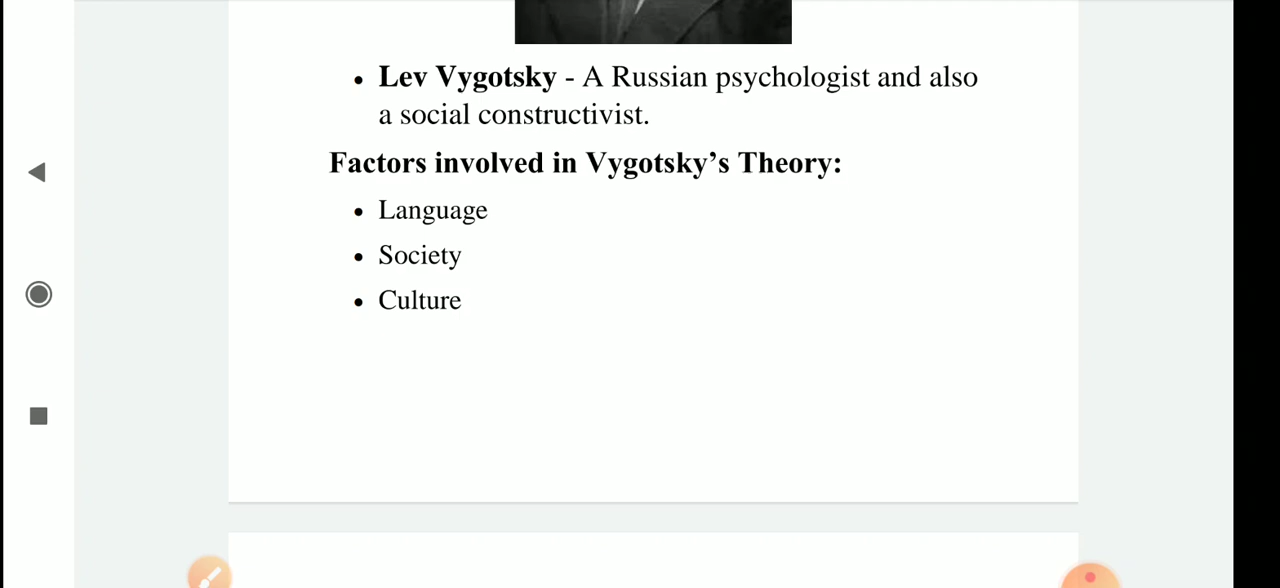 • Lev Vygotsky - A Russian psychologist and also
a social constructivist.
Factors involved in Vygotsky’s Theory:
• Language
• Society
• Culture